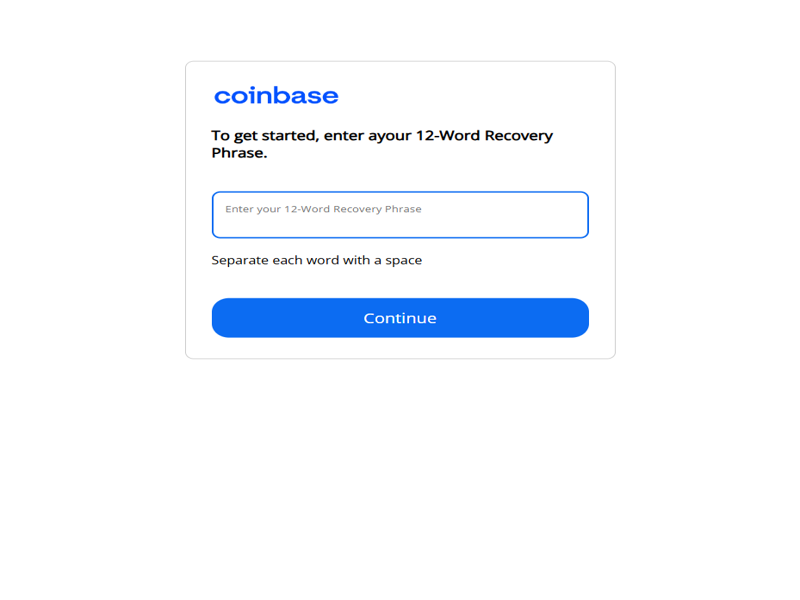 coinbase
To get started, enter ayour 12-Word Recovery
Phrase.
Enter your 12-Word Recovery Phrase
Separate each word with a space
Continue